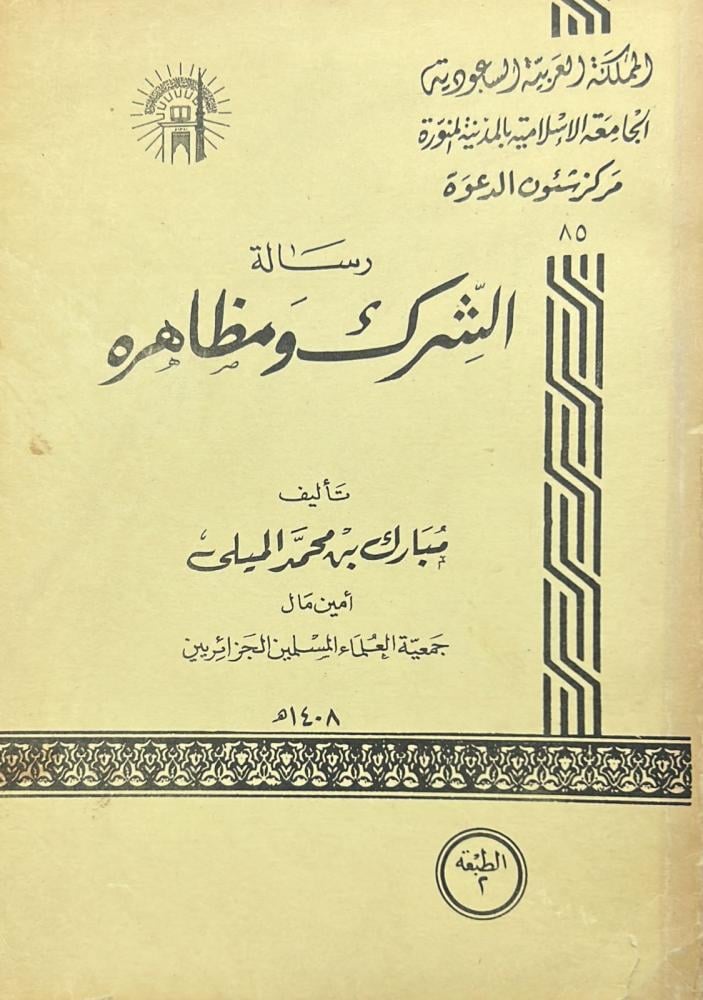 المملكة العربية السعودية
الجامعة الإسلامية بالمدينة المنورة
مركز شئون الدعوة
٨٥
رسالة
الشرك ومظاهره
تأليف
مبارك بن محمد الميلي
أمين مال
جمعية العلماء المسلمين الجزائريين
١٤٠٨هـ
الطبعة
٢